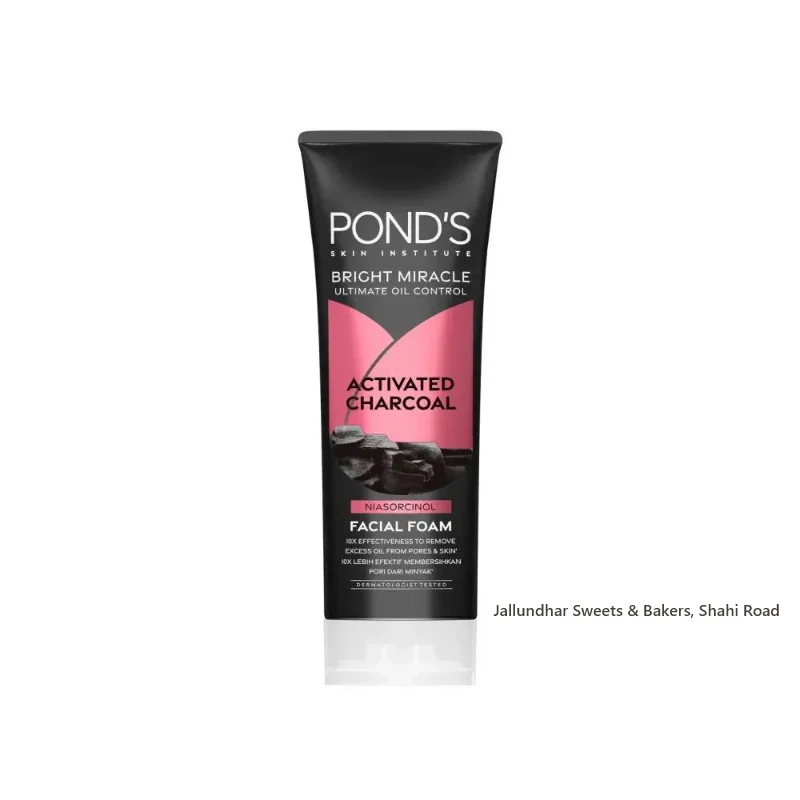 POND'S
SKIN INSTITUTE
BRIGHT MIRACLE
ULTIMATE OIL CONTROL
ACTIVATED
CHARCOAL
NIASORCINOL
FACIAL FOAM
10X EFFECTIVENESS TO REMOVE
EXCESS OIL FROM PORES & SKIN*
10X LEBIH EFEKTIF MEMBERSIHKAN
PORI DARI MINYAK*
DERMATOLOGIST TESTED
Jallundhar Sweets & Bakers, Shahi Road